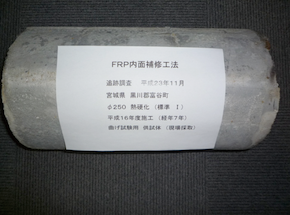 FRP内面補修工法
追跡調査 平成23年11月
宮城県 黒川郡富谷町
φ250 熱硬化 (標準 Ⅰ)
平成16年度施工 (経年7年)
曲げ試験用 供試体 (現場採取)